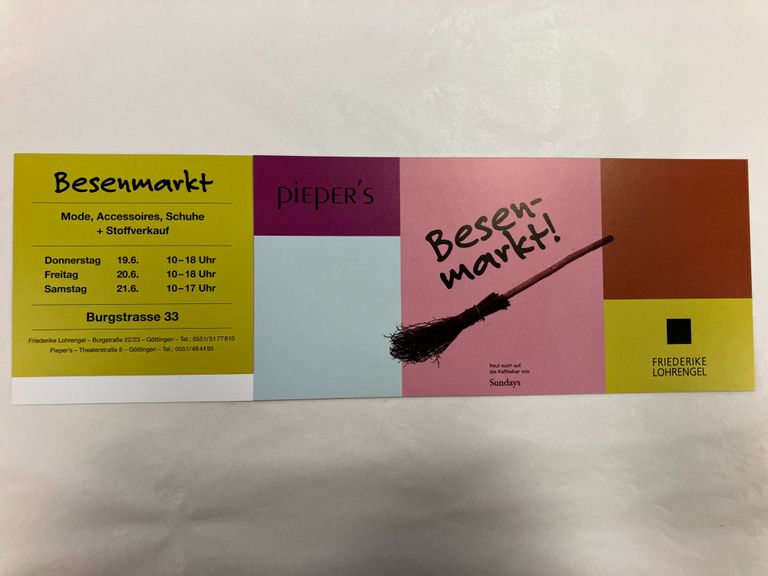 Besenmarkt
Mode, Accessoires, Schuhe
+ Stoffverkauf
Donnerstag 19.6. 10–18 Uhr
Freitag 20.6. 10–18 Uhr
Samstag 21.6. 10–17 Uhr
Burgstrasse 33
Friederike Lohrengel – Burgstraße 22/23 – Göttingen – Tel.: 0551/5177810
Pieper's – Theaterstraße 8 – Göttingen – Tel.: 0551/484495
PIEPER'S
Besen-
markt!
freut euch auf
die Kaffeebar von
Sundays
FRIEDERIKE
LOHRENGEL